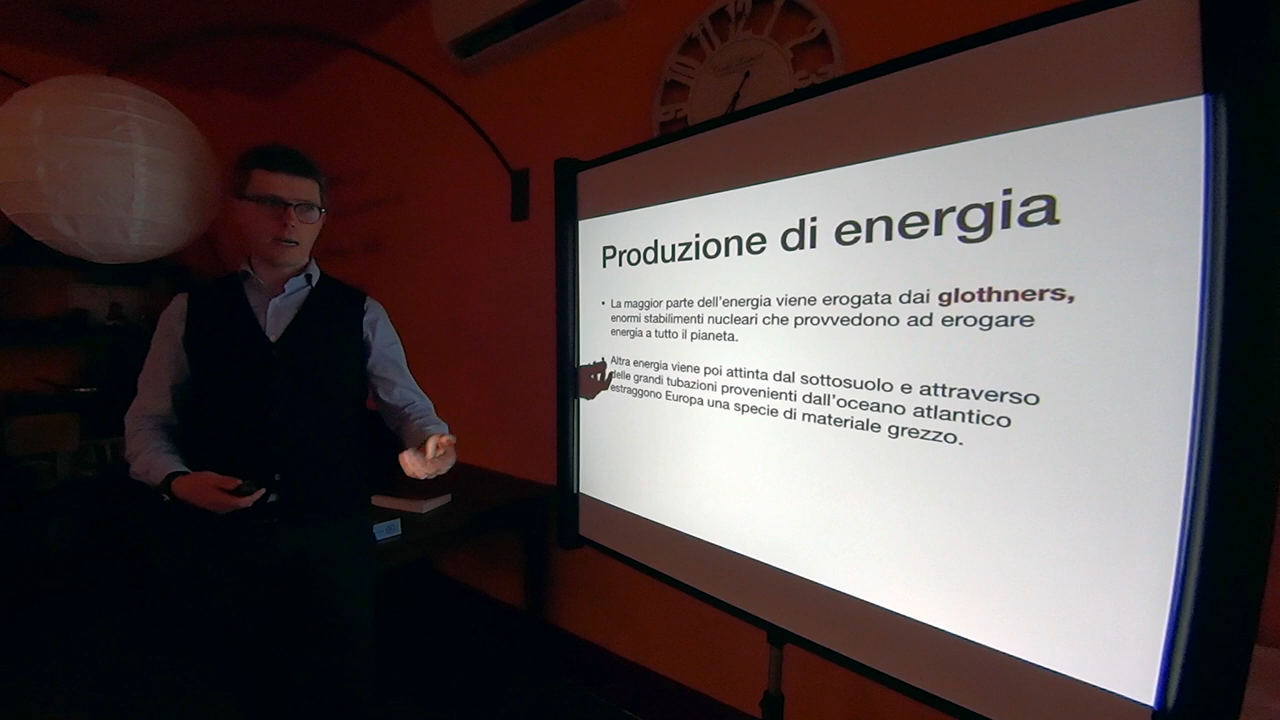 12
10
Produzione di energia
• La maggior parte dell'energia viene erogata dai glothners,
enormi stabilimenti nucleari che provvedono ad erogare
energia a tutto il pianeta.
Altra energia viene poi attinta dal sottosuolo e attraverso
delle grandi tubazioni provenienti dall'oceano atlantico
estraggono Europa una specie di materiale grezzo.